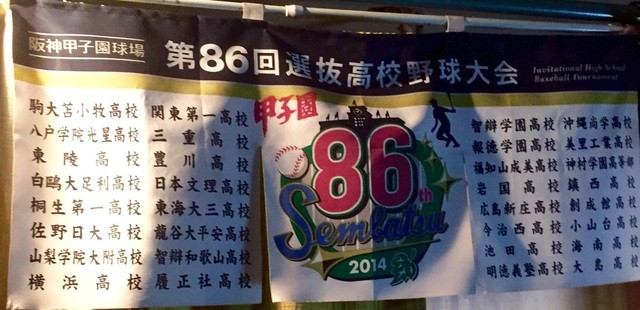 阪神甲子園球場
第86回選抜高校野球大会
Invitational High School
Baseball Tournament
駒大苫小牧高校
八戸学院光星高校
東陵高校
白鷗大足利高校
桐生第一高校
佐野日大高校
山梨学院大附高校
横浜高校
関東第一高校
三重高校
豊川高校
日本文理高校
東海大三高校
龍谷大平安高校
智辯和歌山高校
履正社高校
甲子園
86th
Sembatsu
2014
智辯学園高校
報徳学園高校
福知山成美高校
岩国高校
広島新庄高校
今治西高校
池田高校
明徳義塾高校
沖縄尚学高校
美里工業高校
神村学園高等部
鎮西高校
創成館高校
小山台高校
海南高校
大島高校